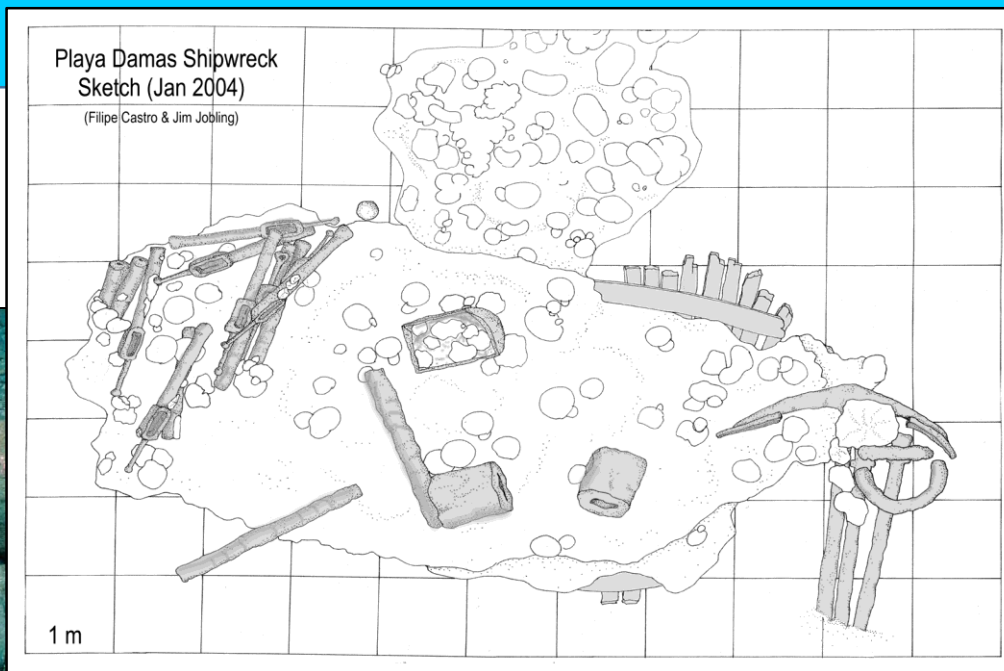 Playa Damas Shipwreck
Sketch (Jan 2004)
(Filipe Castro & Jim Jobling)
1 m